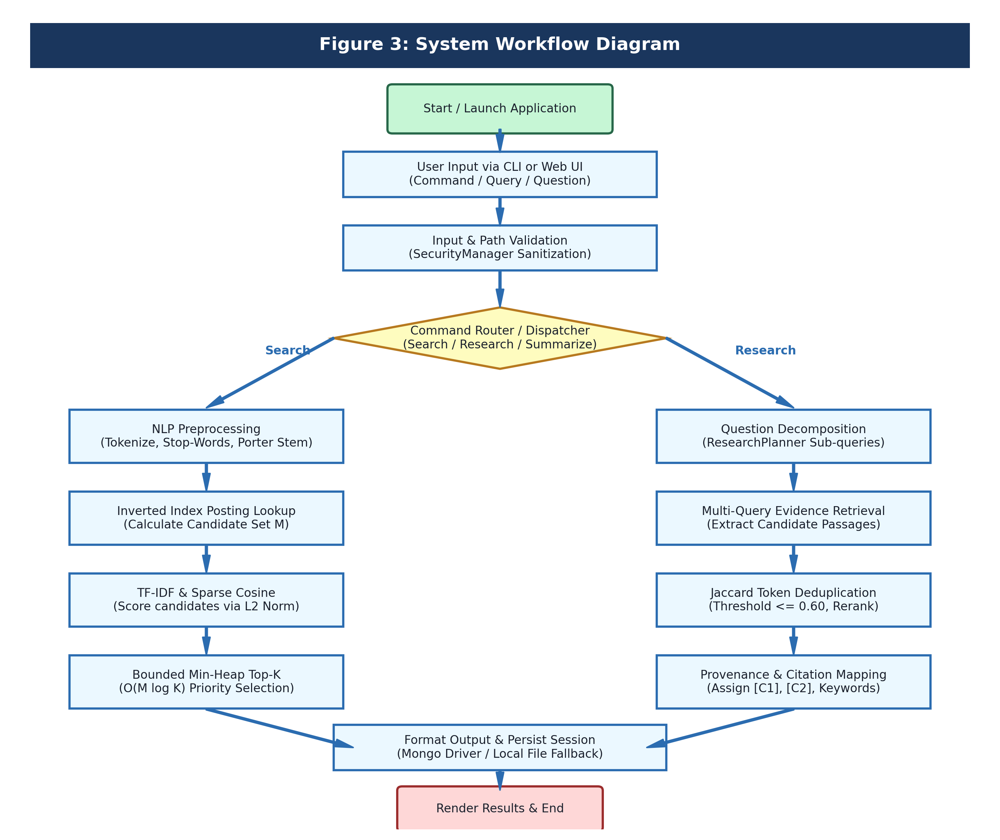 Figure 3: System Workflow Diagram
Start / Launch Application
User Input via CLI or Web UI
(Command / Query / Question)
Input & Path Validation
(SecurityManager Sanitization)
Command Router / Dispatcher
(Search / Research / Summarize)
Search
Research
NLP Preprocessing
(Tokenize, Stop-Words, Porter Stem)
Inverted Index Posting Lookup
(Calculate Candidate Set M)
TF-IDF & Sparse Cosine
(Score candidates via L2 Norm)
Bounded Min-Heap Top-K
(O(M log K) Priority Selection)
Question Decomposition
(ResearchPlanner Sub-queries)
Multi-Query Evidence Retrieval
(Extract Candidate Passages)
Jaccard Token Deduplication
(Threshold <= 0.60, Rerank)
Provenance & Citation Mapping
(Assign [C1], [C2], Keywords)
Format Output & Persist Session
(Mongo Driver / Local File Fallback)
Render Results & End